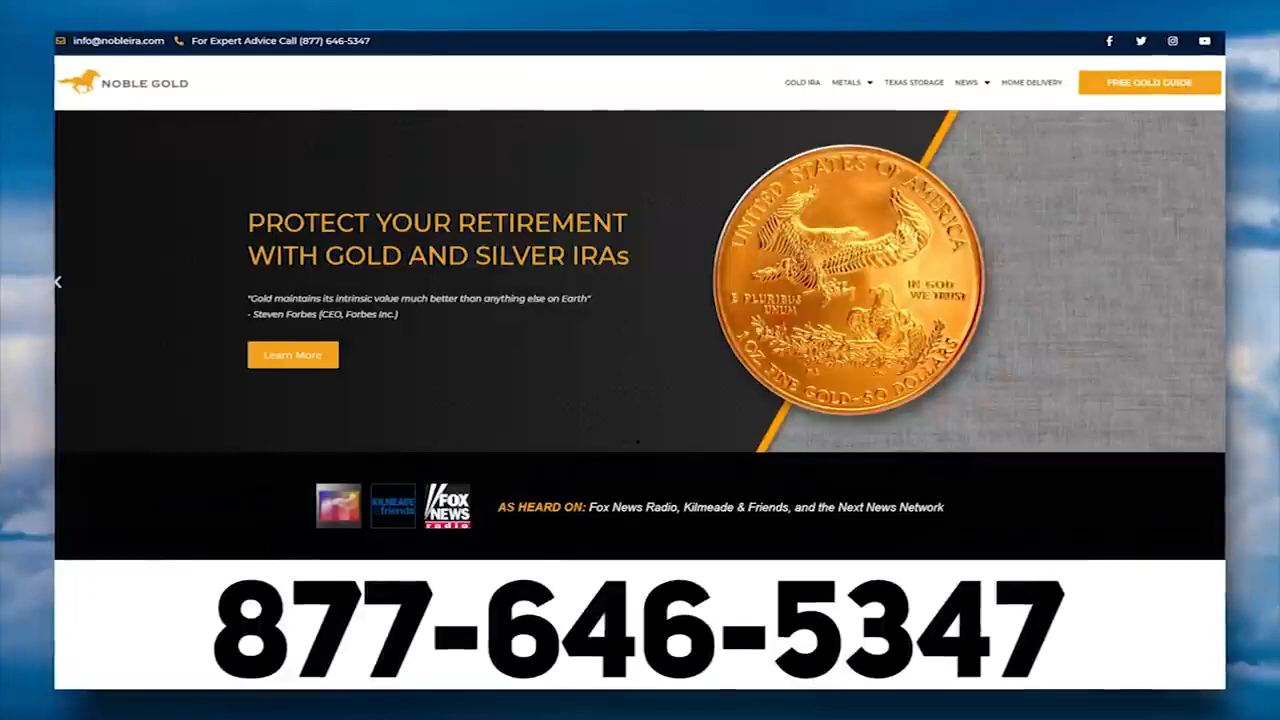 info@nobleira.com For Expert Advice Call (877) 646-5347
NOBLE GOLD
GOLD IRA METALS TEXAS STORAGE NEWS HOME DELIVERY FREE GOLD GUIDE
PROTECT YOUR RETIREMENT
WITH GOLD AND SILVER IRAs
"Gold maintains its intrinsic value much better than anything else on Earth"
- Steven Forbes (CEO, Forbes Inc.)
Learn More
UNITED STATES OF AMERICA
IN GOD
WE TRUST
E PLURIBUS
UNUM
1 OZ. FINE GOLD~50 DOLLARS
KILMEADE
&friends
FOX
NEWS
radio
AS HEARD ON: Fox News Radio, Kilmeade & Friends, and the Next News Network
877-646-5347